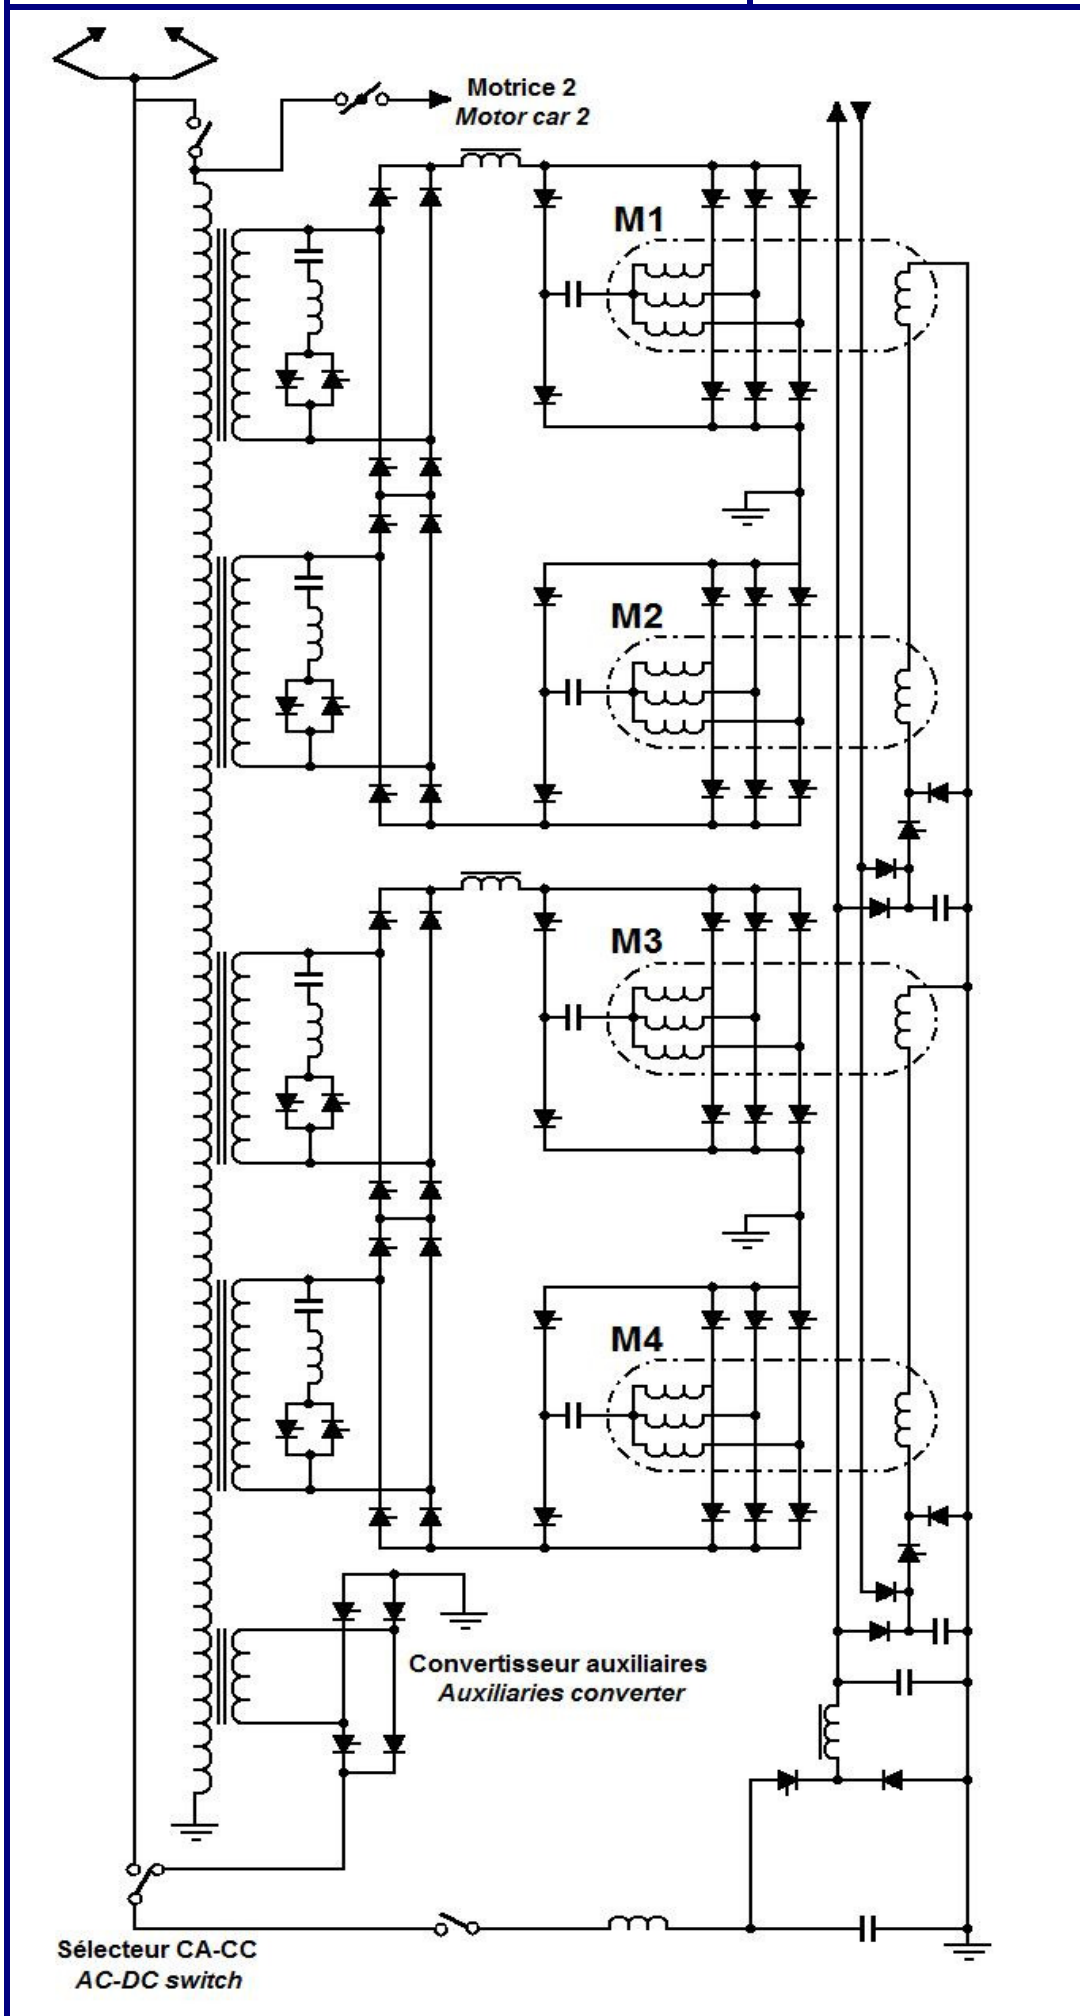 Motrice 2
Motor car 2
M1
M2
M3
M4
Convertisseur auxiliaires
Auxiliaries converter
Sélecteur CA-CC
AC-DC switch